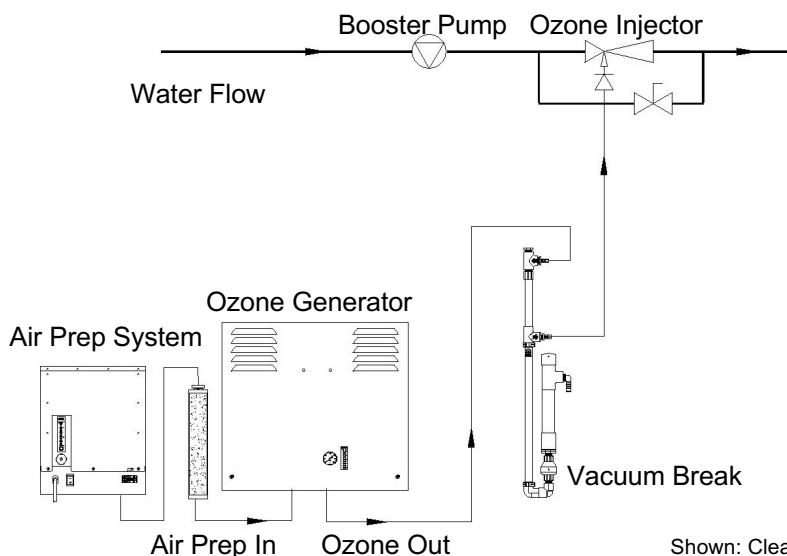 Booster Pump Ozone Injector
Water Flow
Ozone Generator
Air Prep System
Vacuum Break
Air Prep In Ozone Out
Shown: Clea